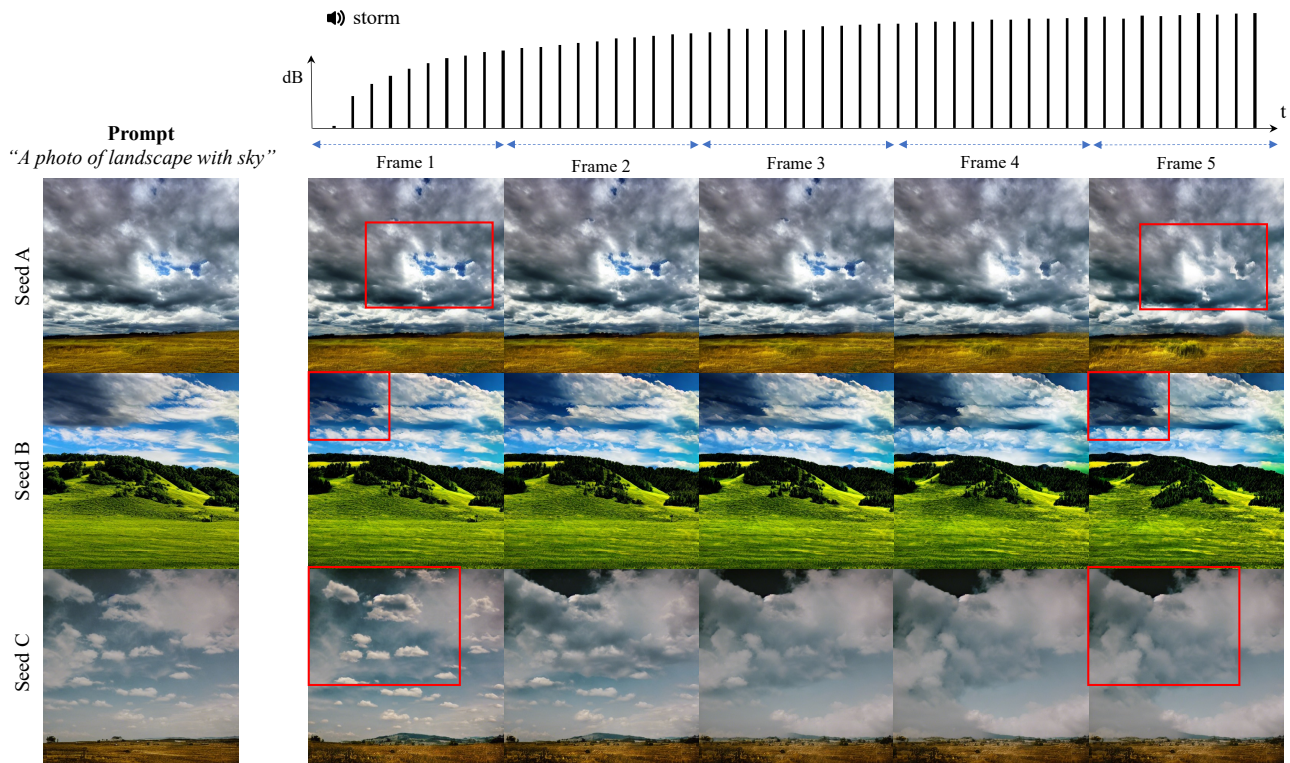 storm
dB
t
Prompt
“A photo of landscape with sky”
Frame 1
Frame 2
Frame 3
Frame 4
Frame 5
Seed A
Seed B
Seed C